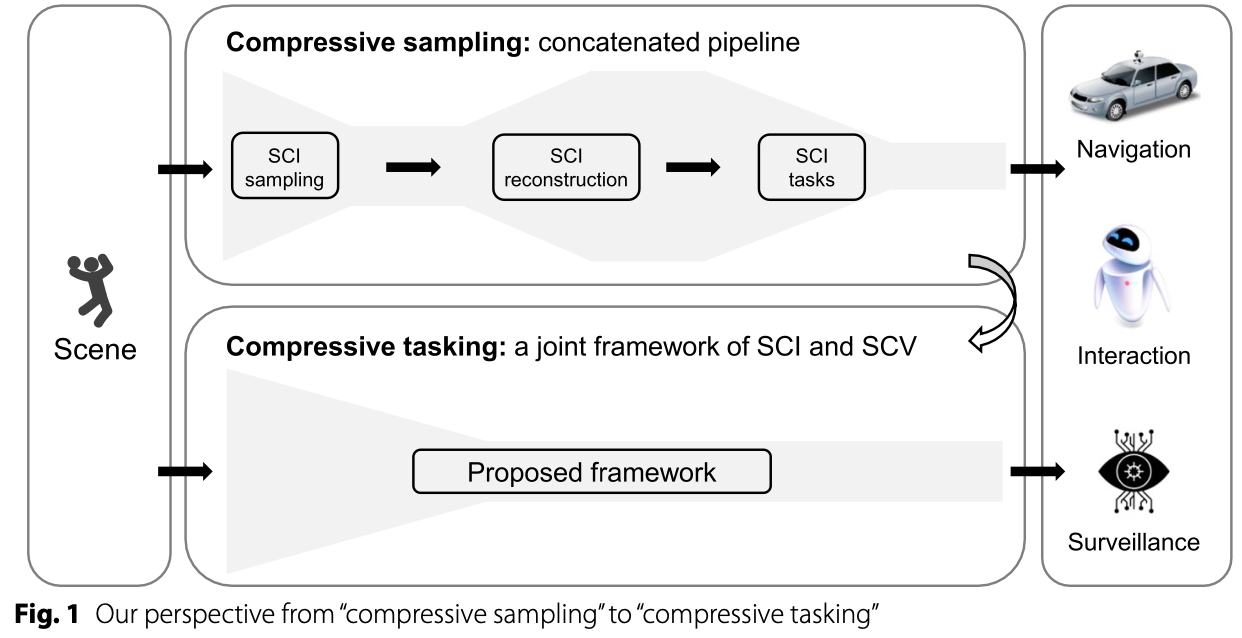 Scene
Compressive sampling: concatenated pipeline
SCI
sampling
SCI
reconstruction
SCI
tasks
Compressive tasking: a joint framework of SCI and SCV
Proposed framework
Navigation
Interaction
Surveillance
Fig. 1 Our perspective from “compressive sampling” to “compressive tasking”